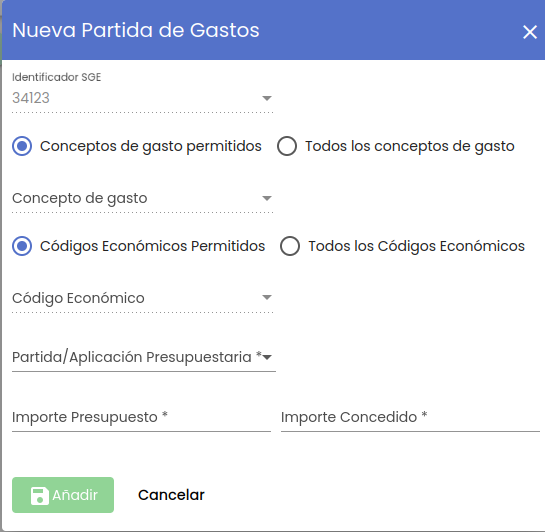 Nueva Partida de Gastos
Identificador SGE
34123
Conceptos de gasto permitidos Todos los conceptos de gasto
Concepto de gasto
Códigos Económicos Permitidos Todos los Códigos Económicos
Código Económico
Partida/Aplicación Presupuestaria *
Importe Presupuesto * Importe Concedido *
Añadir Cancelar